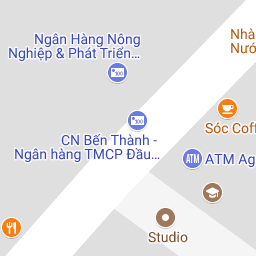 Ngân Hàng Nông
Nghiệp & Phát Triển...
Nhà
Nướ
CN Bến Thành -
Ngân hàng TMCP Đầu...
Sóc Coff
ATM Ag
Studio